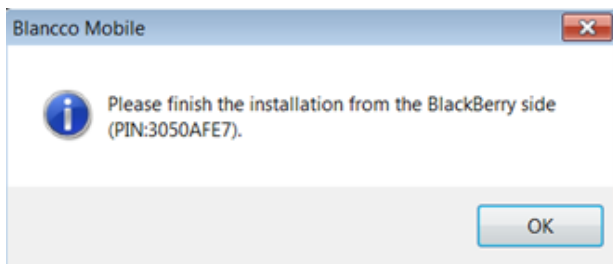 Blancco Mobile
Please finish the installation from the BlackBerry side
(PIN:3050AFE7).
OK